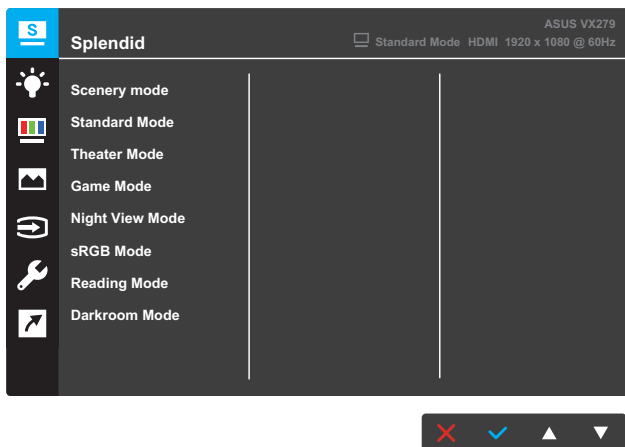 S
ASUS VX279
Splendid
Standard Mode HDMI 1920 x 1080 @ 60Hz
Scenery mode
Standard Mode
Theater Mode
Game Mode
Night View Mode
sRGB Mode
Reading Mode
Darkroom Mode